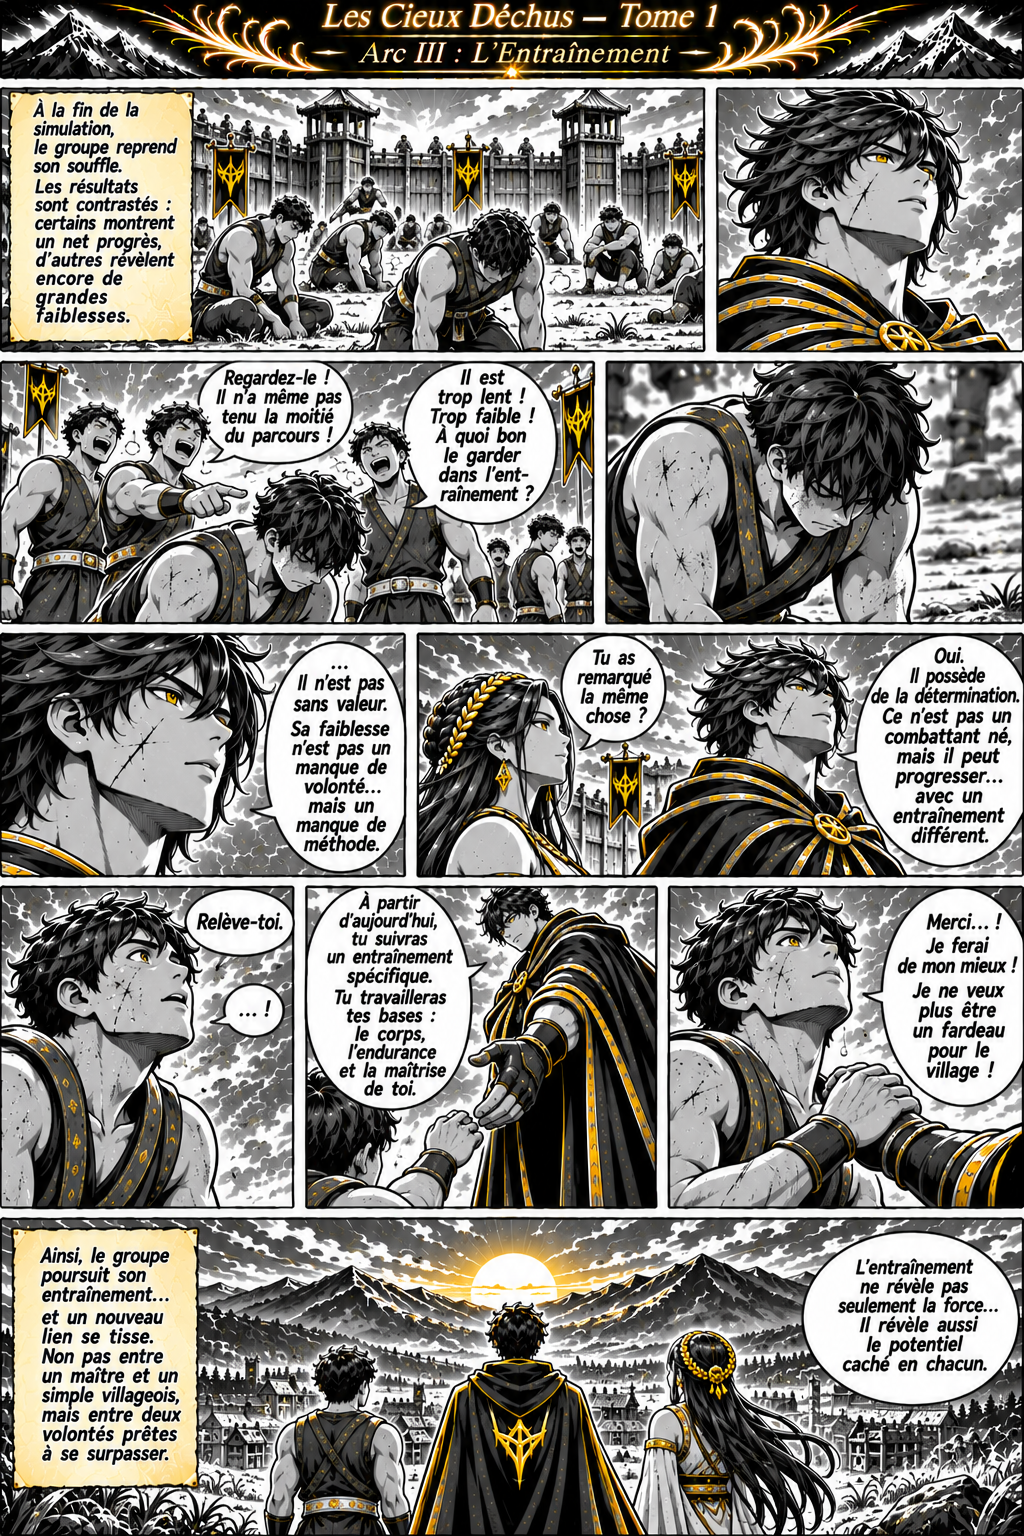 Les Cieux Déchus — Tome 1
Arc III : L'Entraînement
À la fin de la
simulation,
le groupe reprend
son souffle.
Les résultats
sont contrastés :
certains montrent
un net progrès,
d'autres révèlent
encore de
grandes
faiblesses.
Regardez-le !
Il n'a même pas
tenu la moitié
du parcours !
Il est
trop lent !
Trop faible !
À quoi bon
le garder
dans l'ent-
raînement ?
...
Il n'est pas
sans valeur.
Sa faiblesse
n'est pas un
manque de
volonté...
mais un
manque de
méthode.
Tu as
remarqué
la même
chose ?
Oui.
Il possède
de la détermination.
Ce n'est pas un
combattant né,
mais il peut
progresser...
avec un
entraînement
différent.
Relève-toi.
... !
À partir
d'aujourd'hui,
tu suivras
un entraînement
spécifique.
Tu travailleras
tes bases :
le corps,
l'endurance
et la maîtrise
de toi.
Merci... !
Je ferai
de mon mieux !
Je ne veux
plus être
un fardeau
pour le
village !
Ainsi, le groupe
poursuit son
entraînement...
et un nouveau
lien se tisse.
Non pas entre
un maître et un
simple villageois,
mais entre deux
volontés prêtes
à se surpasser.
L'entraînement
ne révèle pas
seulement la force...
Il révèle aussi
le potentiel
caché en chacun.